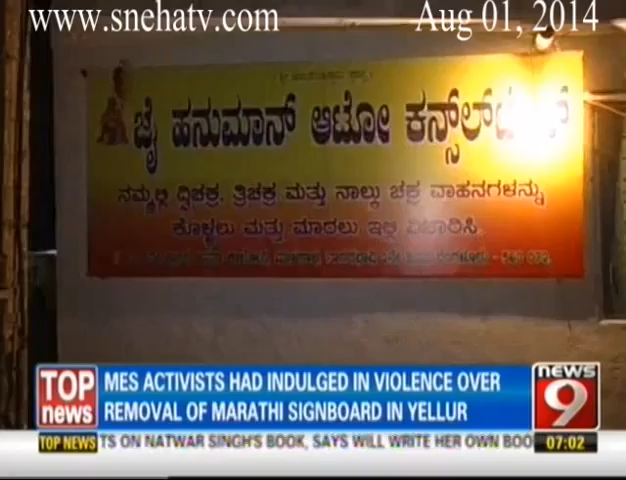 www.snehatv.com Aug 01, 2014
ಜೈ ಹನುಮಾನ್ ಆಟೋ
ನಮ್ಮಲ್ಲಿ ದ್ವಿಚಕ್ರ, ತ್ರಿಚಕ್ರ ಮತ್ತು ನಾಲ್ಕು ಚಕ್ರ ವಾಹನಗಳನ್ನು
ಕೊಳ್ಳಲು ಮತ್ತು ಮಾರಲು ಇಲ್ಲಿ ವಿಚಾರಿಸಿ.
TOP news
MES ACTIVISTS HAD INDULGED IN VIOLENCE OVER
REMOVAL OF MARATHI SIGNBOARD IN YELLUR
NEWS 9
TOP NEWS TS ON NATWAR SINGH'S BOOK, SAYS WILL WRITE HER OWN BOO 07:02